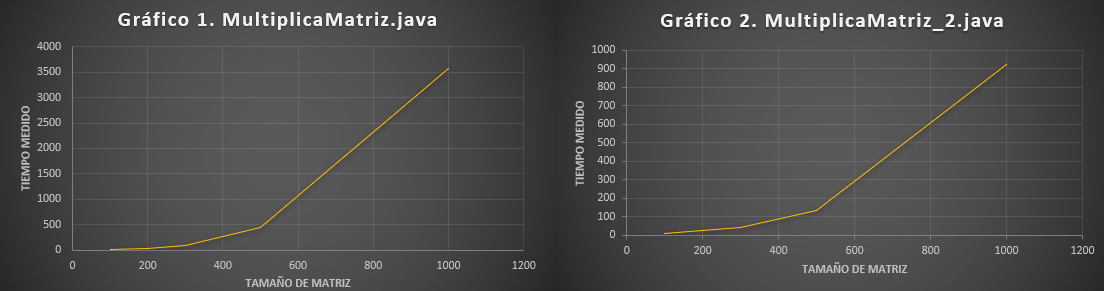 Gráfico 1. MultiplicaMatriz.java
4000
3500
3000
2500
2000
1500
1000
500
0
TIEMPO MEDIDO
0 200 400 600 800 1000 1200
TAMAÑO DE MATRIZ
Gráfico 2. MultiplicaMatriz_2.java
1000
900
800
700
600
500
400
300
200
100
0
TIEMPO MEDIDO
0 200 400 600 800 1000 1200
TAMAÑO DE MATRIZ